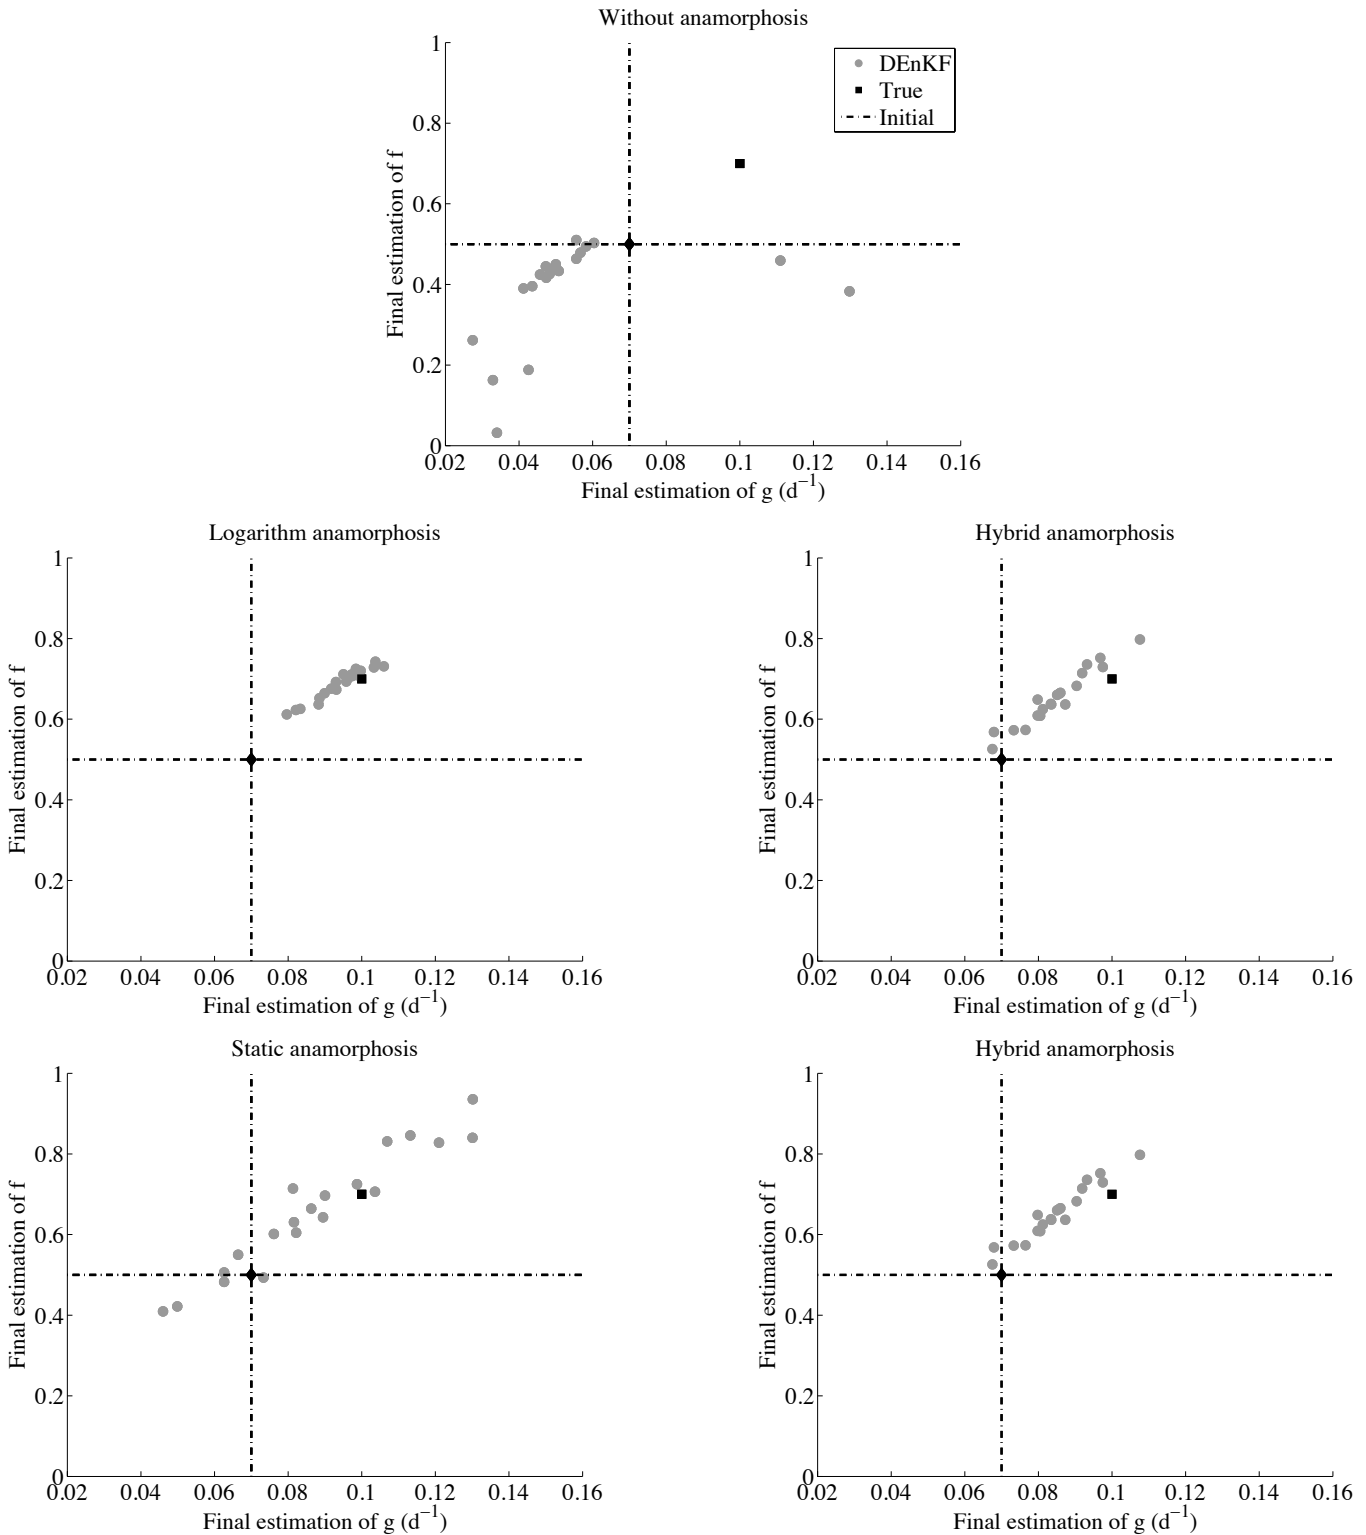 Without anamorphosis
DEnKF
True
Initial
1
0.8
0.6
0.4
0.2
0
Final estimation of f
0.02 0.04 0.06 0.08 0.1 0.12 0.14 0.16
Final estimation of g (d⁻¹)
Logarithm anamorphosis
1
0.8
0.6
0.4
0.2
0
Final estimation of f
0.02 0.04 0.06 0.08 0.1 0.12 0.14 0.16
Final estimation of g (d⁻¹)
Hybrid anamorphosis
1
0.8
0.6
0.4
0.2
0
Final estimation of f
0.02 0.04 0.06 0.08 0.1 0.12 0.14 0.16
Final estimation of g (d⁻¹)
Static anamorphosis
1
0.8
0.6
0.4
0.2
0
Final estimation of f
0.02 0.04 0.06 0.08 0.1 0.12 0.14 0.16
Final estimation of g (d⁻¹)
Hybrid anamorphosis
1
0.8
0.6
0.4
0.2
0
Final estimation of f
0.02 0.04 0.06 0.08 0.1 0.12 0.14 0.16
Final estimation of g (d⁻¹)